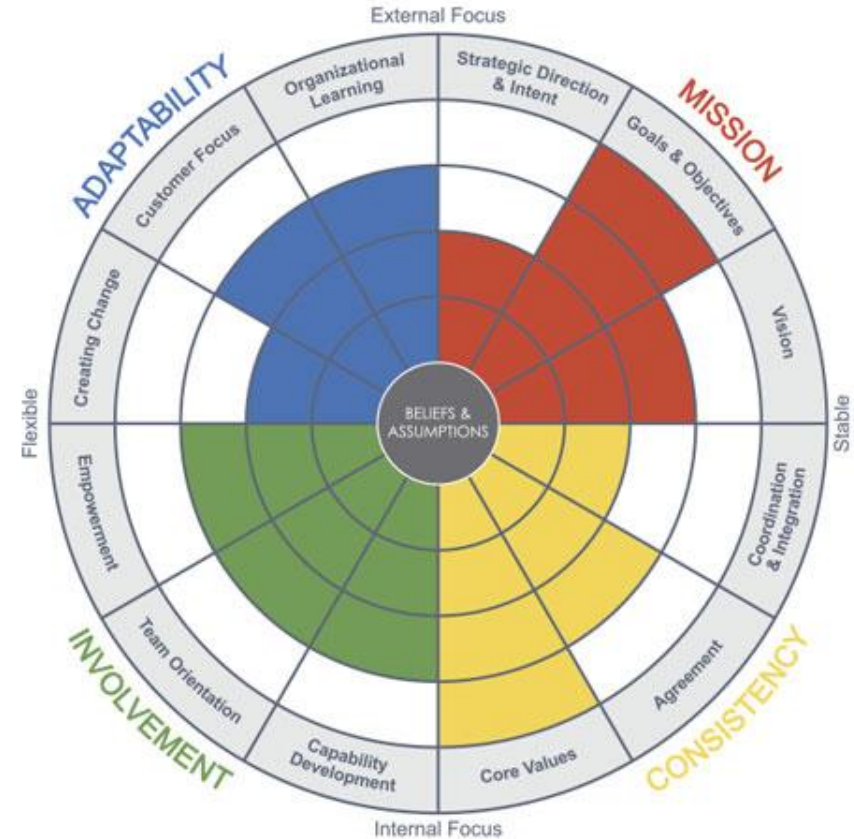 External Focus
ADAPTABILITY
Organizational
Learning
Strategic Direction
& Intent
MISSION
Customer Focus
Goals & Objectives
Creating Change
Vision
Flexible
BELIEFS &
ASSUMPTIONS
Stable
Empowerment
Coordination
& Integration
Team Orientation
Agreement
INVOLVEMENT
Capability
Development
Core Values
CONSISTENCY
Internal Focus